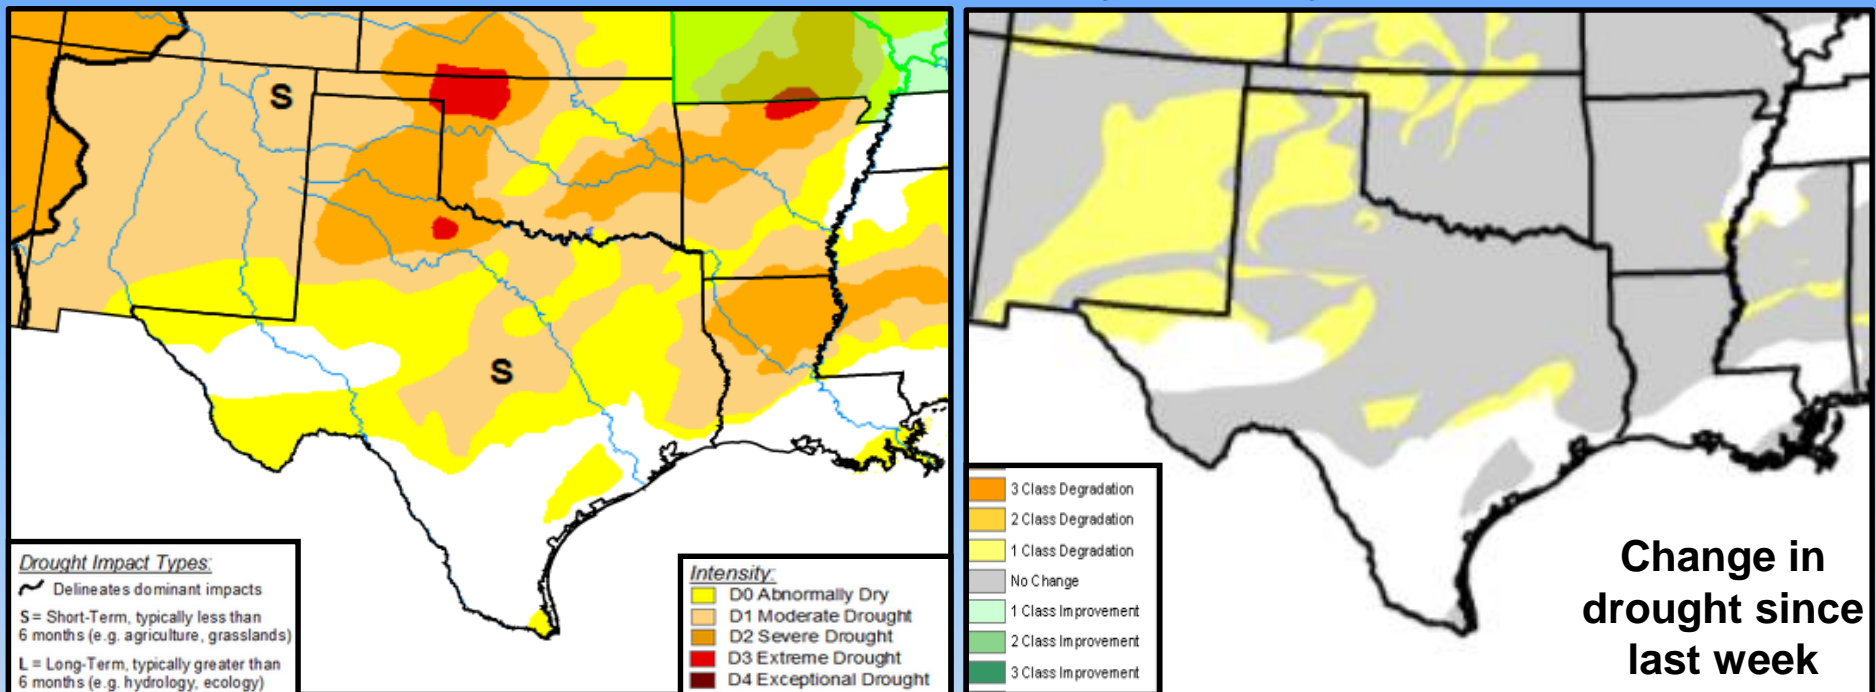 S
S
Drought Impact Types:
Delineates dominant impacts
S = Short-Term, typically less than
6 months (e.g. agriculture, grasslands)
L = Long-Term, typically greater than
6 months (e.g. hydrology, ecology)
Intensity:
D0 Abnormally Dry
D1 Moderate Drought
D2 Severe Drought
D3 Extreme Drought
D4 Exceptional Drought
3 Class Degradation
2 Class Degradation
1 Class Degradation
No Change
1 Class Improvement
2 Class Improvement
3 Class Improvement
Change in
drought since
last week